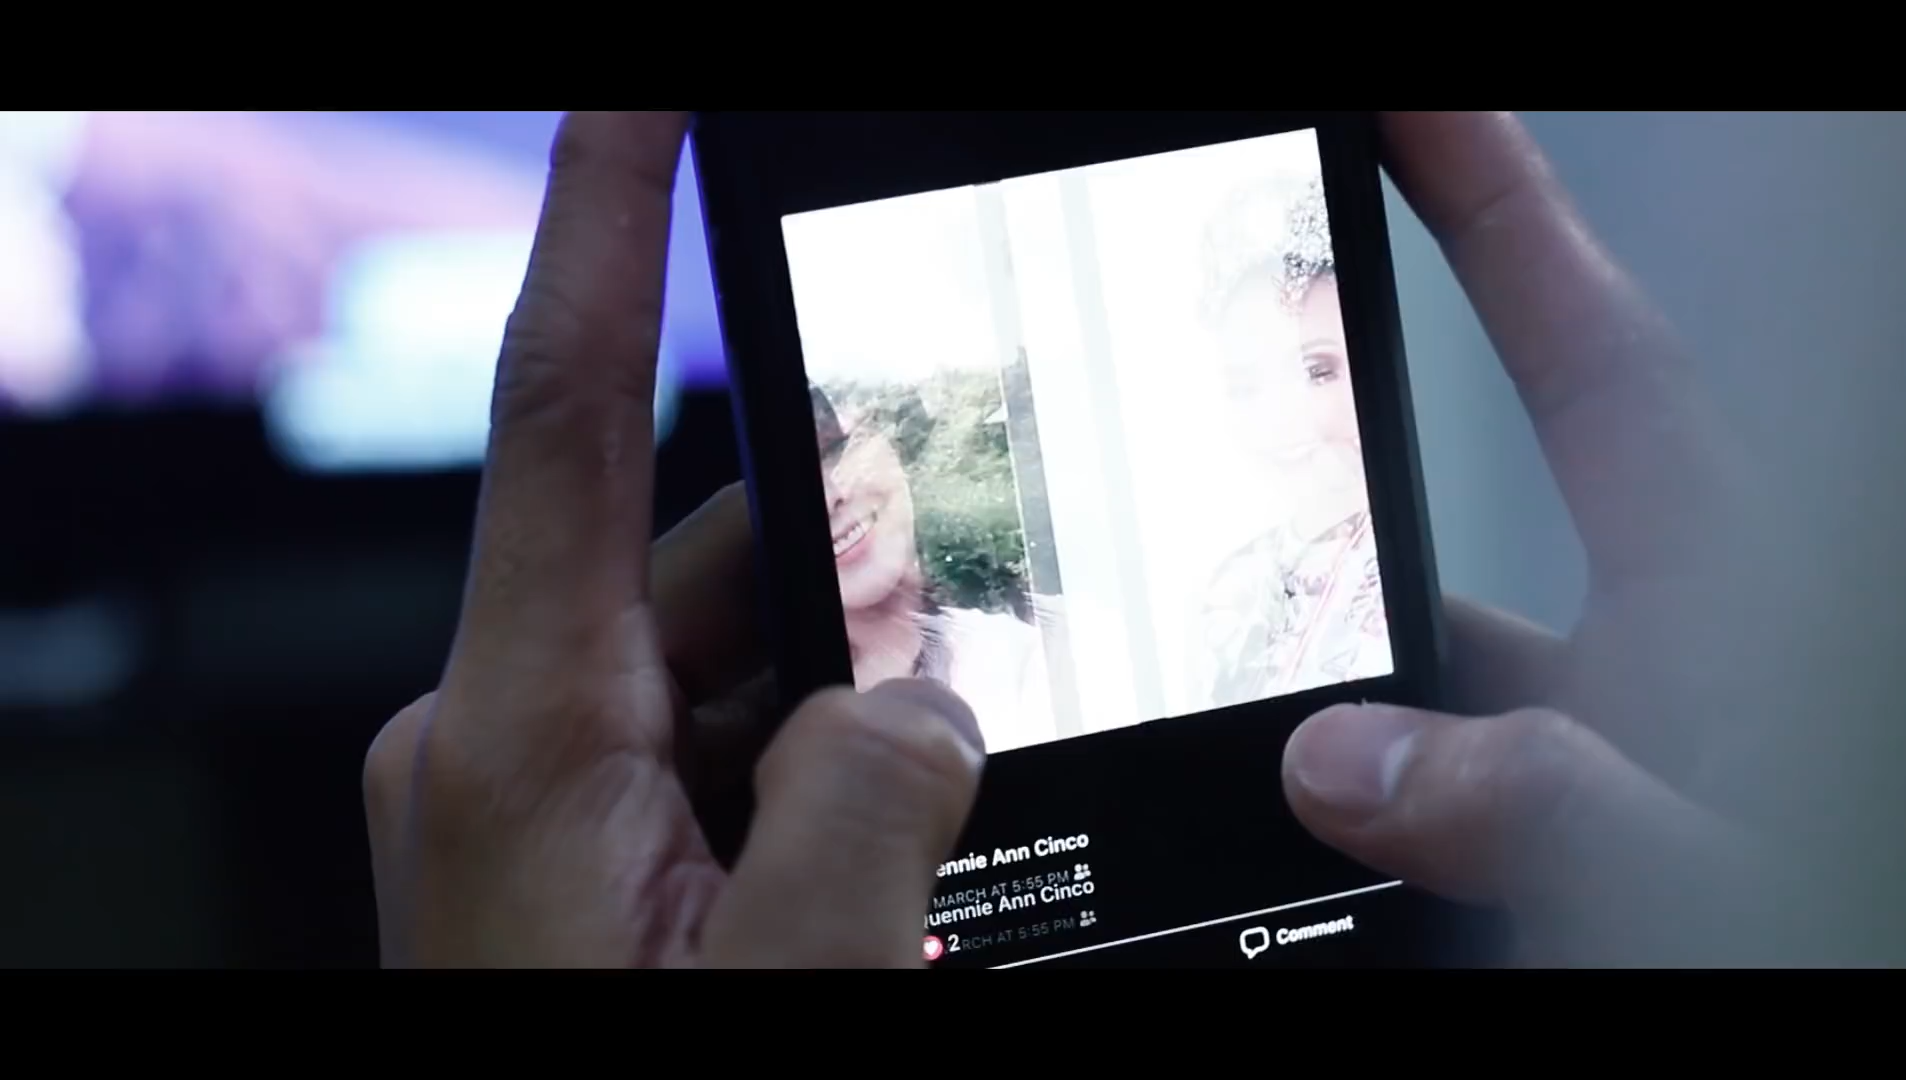 ennie Ann Cinco
MARCH AT 5:55 PM
uennie Ann Cinco
2
RCH AT 5:55 PM
Comment